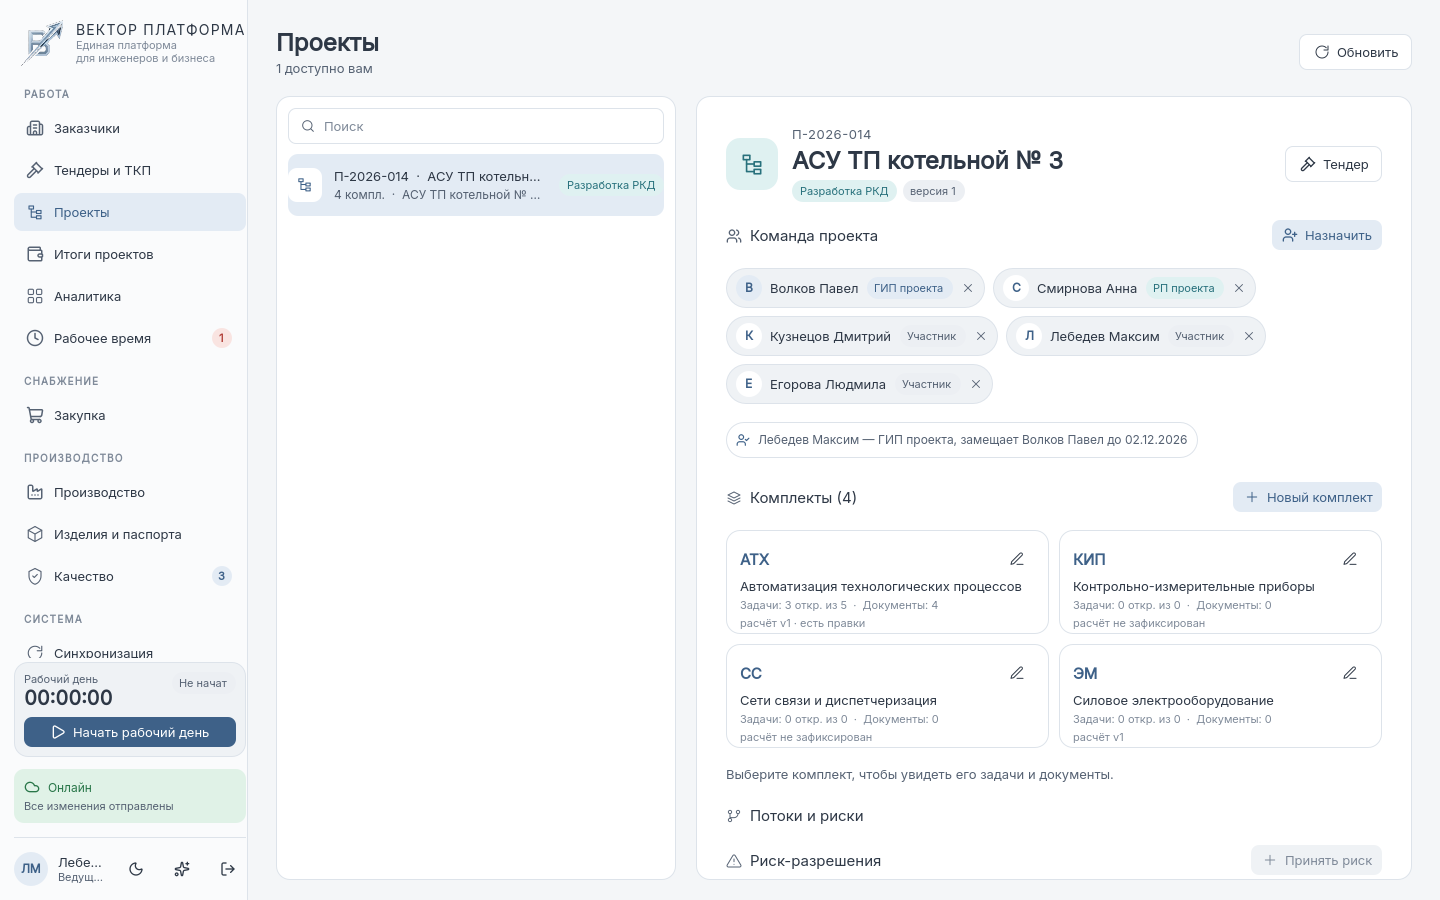 ВЕКТОР ПЛАТФОРМА
Единая платформа
для инженеров и бизнеса
РАБОТА
Заказчики
Тендеры и ТКП
Проекты
Итоги проектов
Аналитика
Рабочее время 1
СНАБЖЕНИЕ
Закупка
ПРОИЗВОДСТВО
Производство
Изделия и паспорта
Качество 3
СИСТЕМА
Синхронизация
Рабочий день
Не начат
00:00:00
Начать рабочий день
Онлайн
Все изменения отправлены
ЛМ
Лебе...
Ведущ...
Проекты
1 доступно вам
Обновить
Поиск
П-2026-014 · АСУ ТП котельн...
4 компл. · АСУ ТП котельной № ...
Разработка РКД
П-2026-014
АСУ ТП котельной № 3
Разработка РКД версия 1
Тендер
Команда проекта
Назначить
В Волков Павел ГИП проекта
С Смирнова Анна РП проекта
К Кузнецов Дмитрий Участник
Л Лебедев Максим Участник
Е Егорова Людмила Участник
Лебедев Максим — ГИП проекта, замещает Волков Павел до 02.12.2026
Комплекты (4)
Новый комплект
АТХ
Автоматизация технологических процессов
Задачи: 3 откр. из 5 · Документы: 4
расчёт v1 · есть правки
КИП
Контрольно-измерительные приборы
Задачи: 0 откр. из 0 · Документы: 0
расчёт не зафиксирован
СС
Сети связи и диспетчеризация
Задачи: 0 откр. из 0 · Документы: 0
расчёт не зафиксирован
ЭМ
Силовое электрооборудование
Задачи: 0 откр. из 0 · Документы: 0
расчёт v1
Выберите комплект, чтобы увидеть его задачи и документы.
Потоки и риски
Риск-разрешения
Принять риск